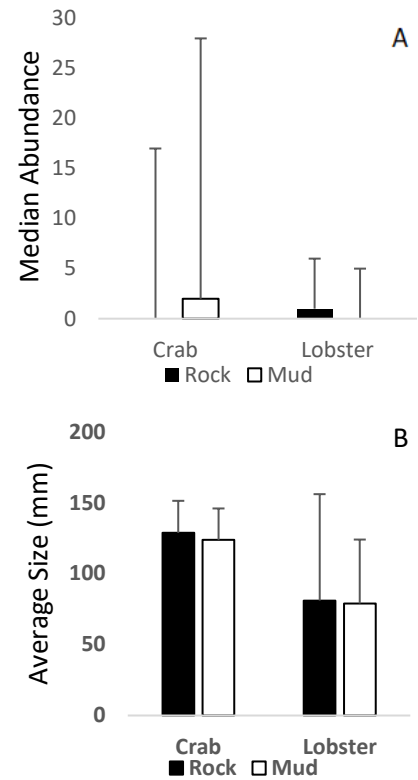 A
Median Abundance
30
25
20
15
10
5
0
Crab Lobster
Rock Mud
B
Average Size (mm)
200
150
100
50
0
Crab Lobster
Rock Mud